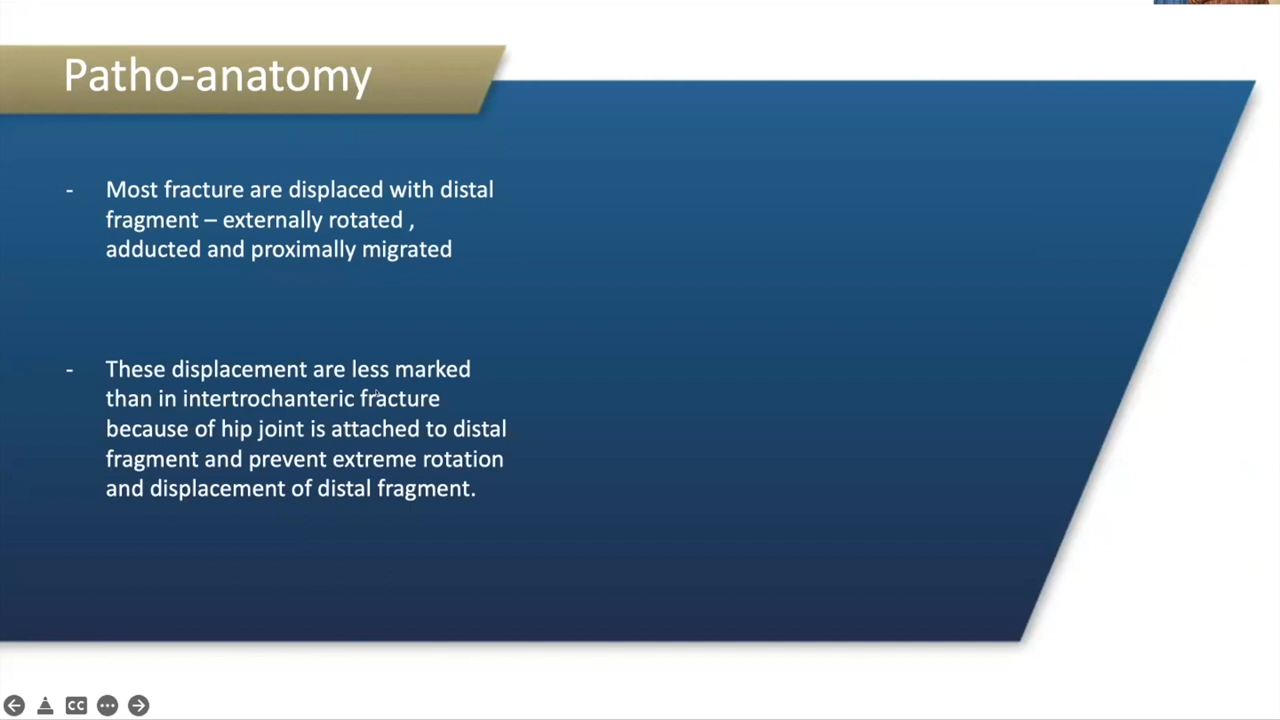 Patho-anatomy
- Most fracture are displaced with distal
fragment – externally rotated ,
adducted and proximally migrated
- These displacement are less marked
than in intertrochanteric fracture
because of hip joint is attached to distal
fragment and prevent extreme rotation
and displacement of distal fragment.
CC